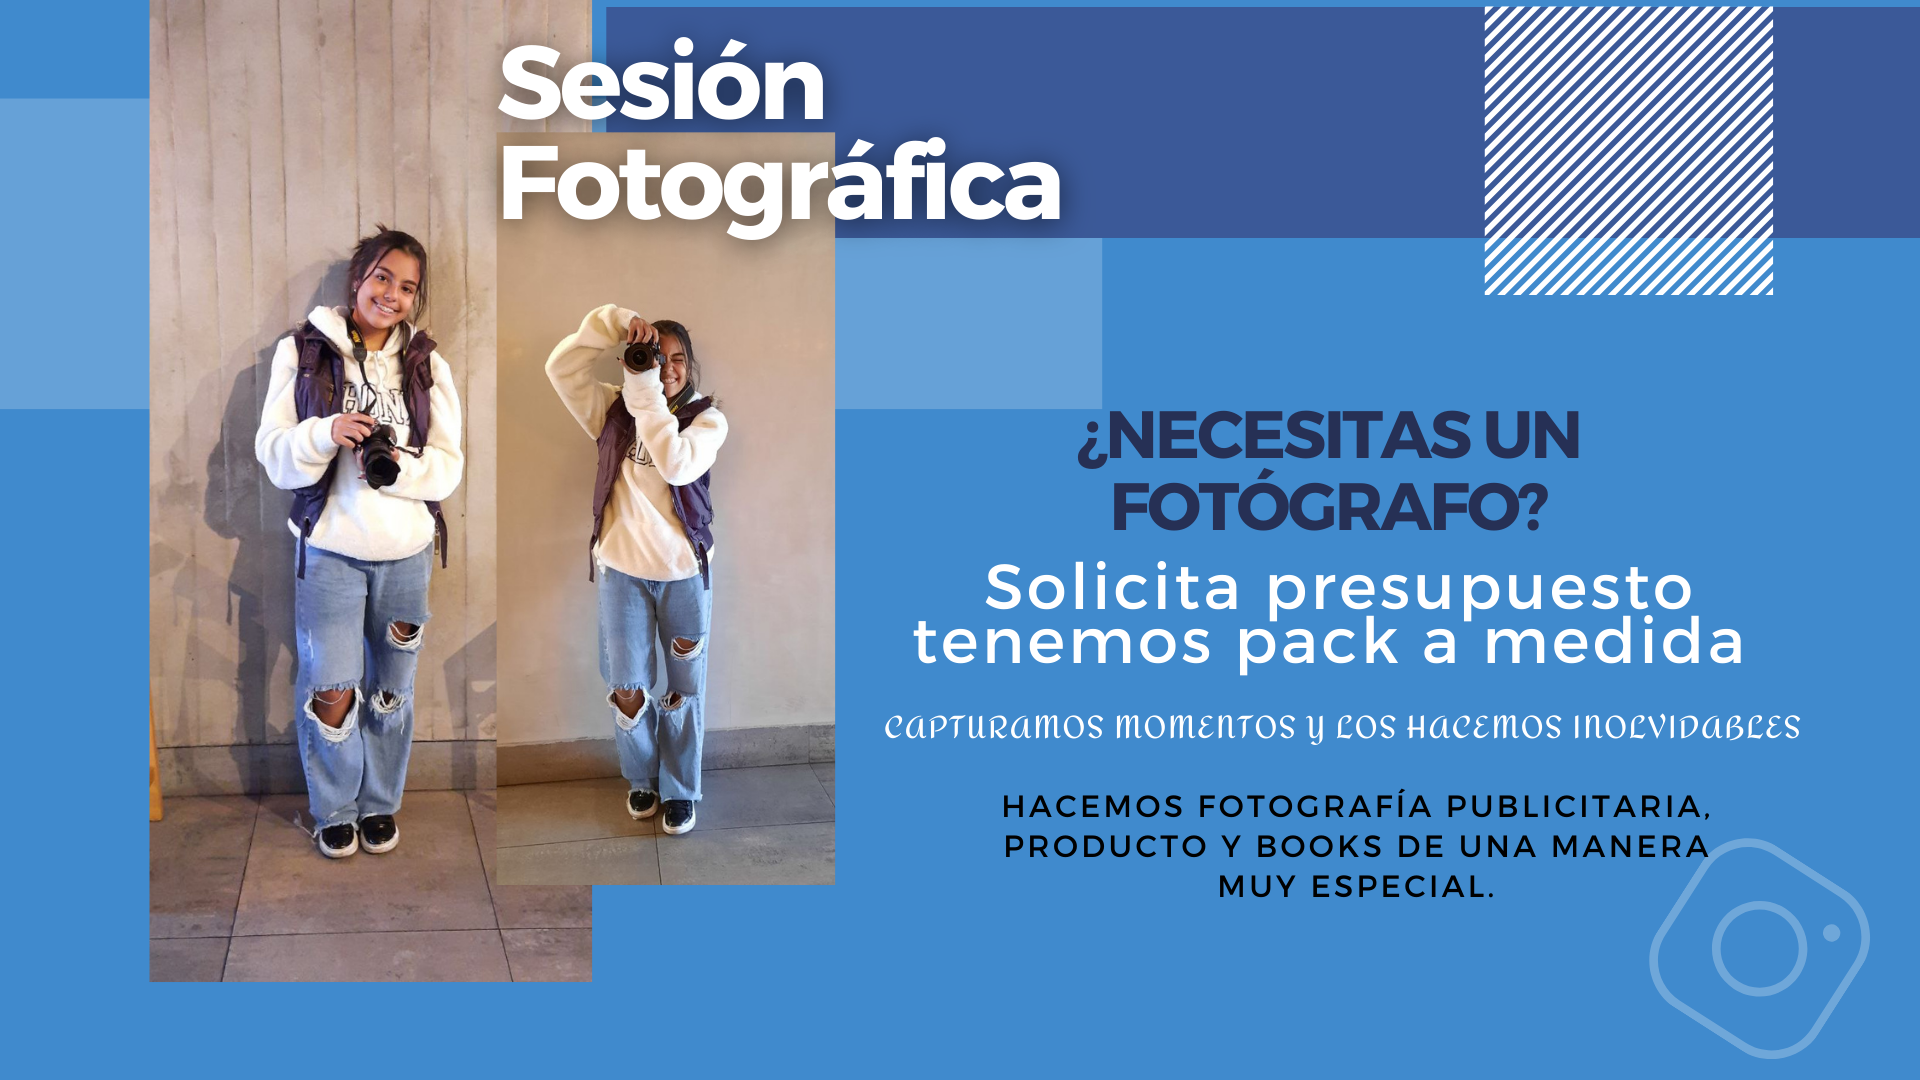 Sesión
Fotográfica
¿NECESITAS UN
FOTÓGRAFO?
Solicita presupuesto
tenemos pack a medida
CAPTURAMOS MOMENTOS Y LOS HACEMOS INOLVIDABLES
HACEMOS FOTOGRAFÍA PUBLICITARIA,
PRODUCTO Y BOOKS DE UNA MANERA
MUY ESPECIAL.